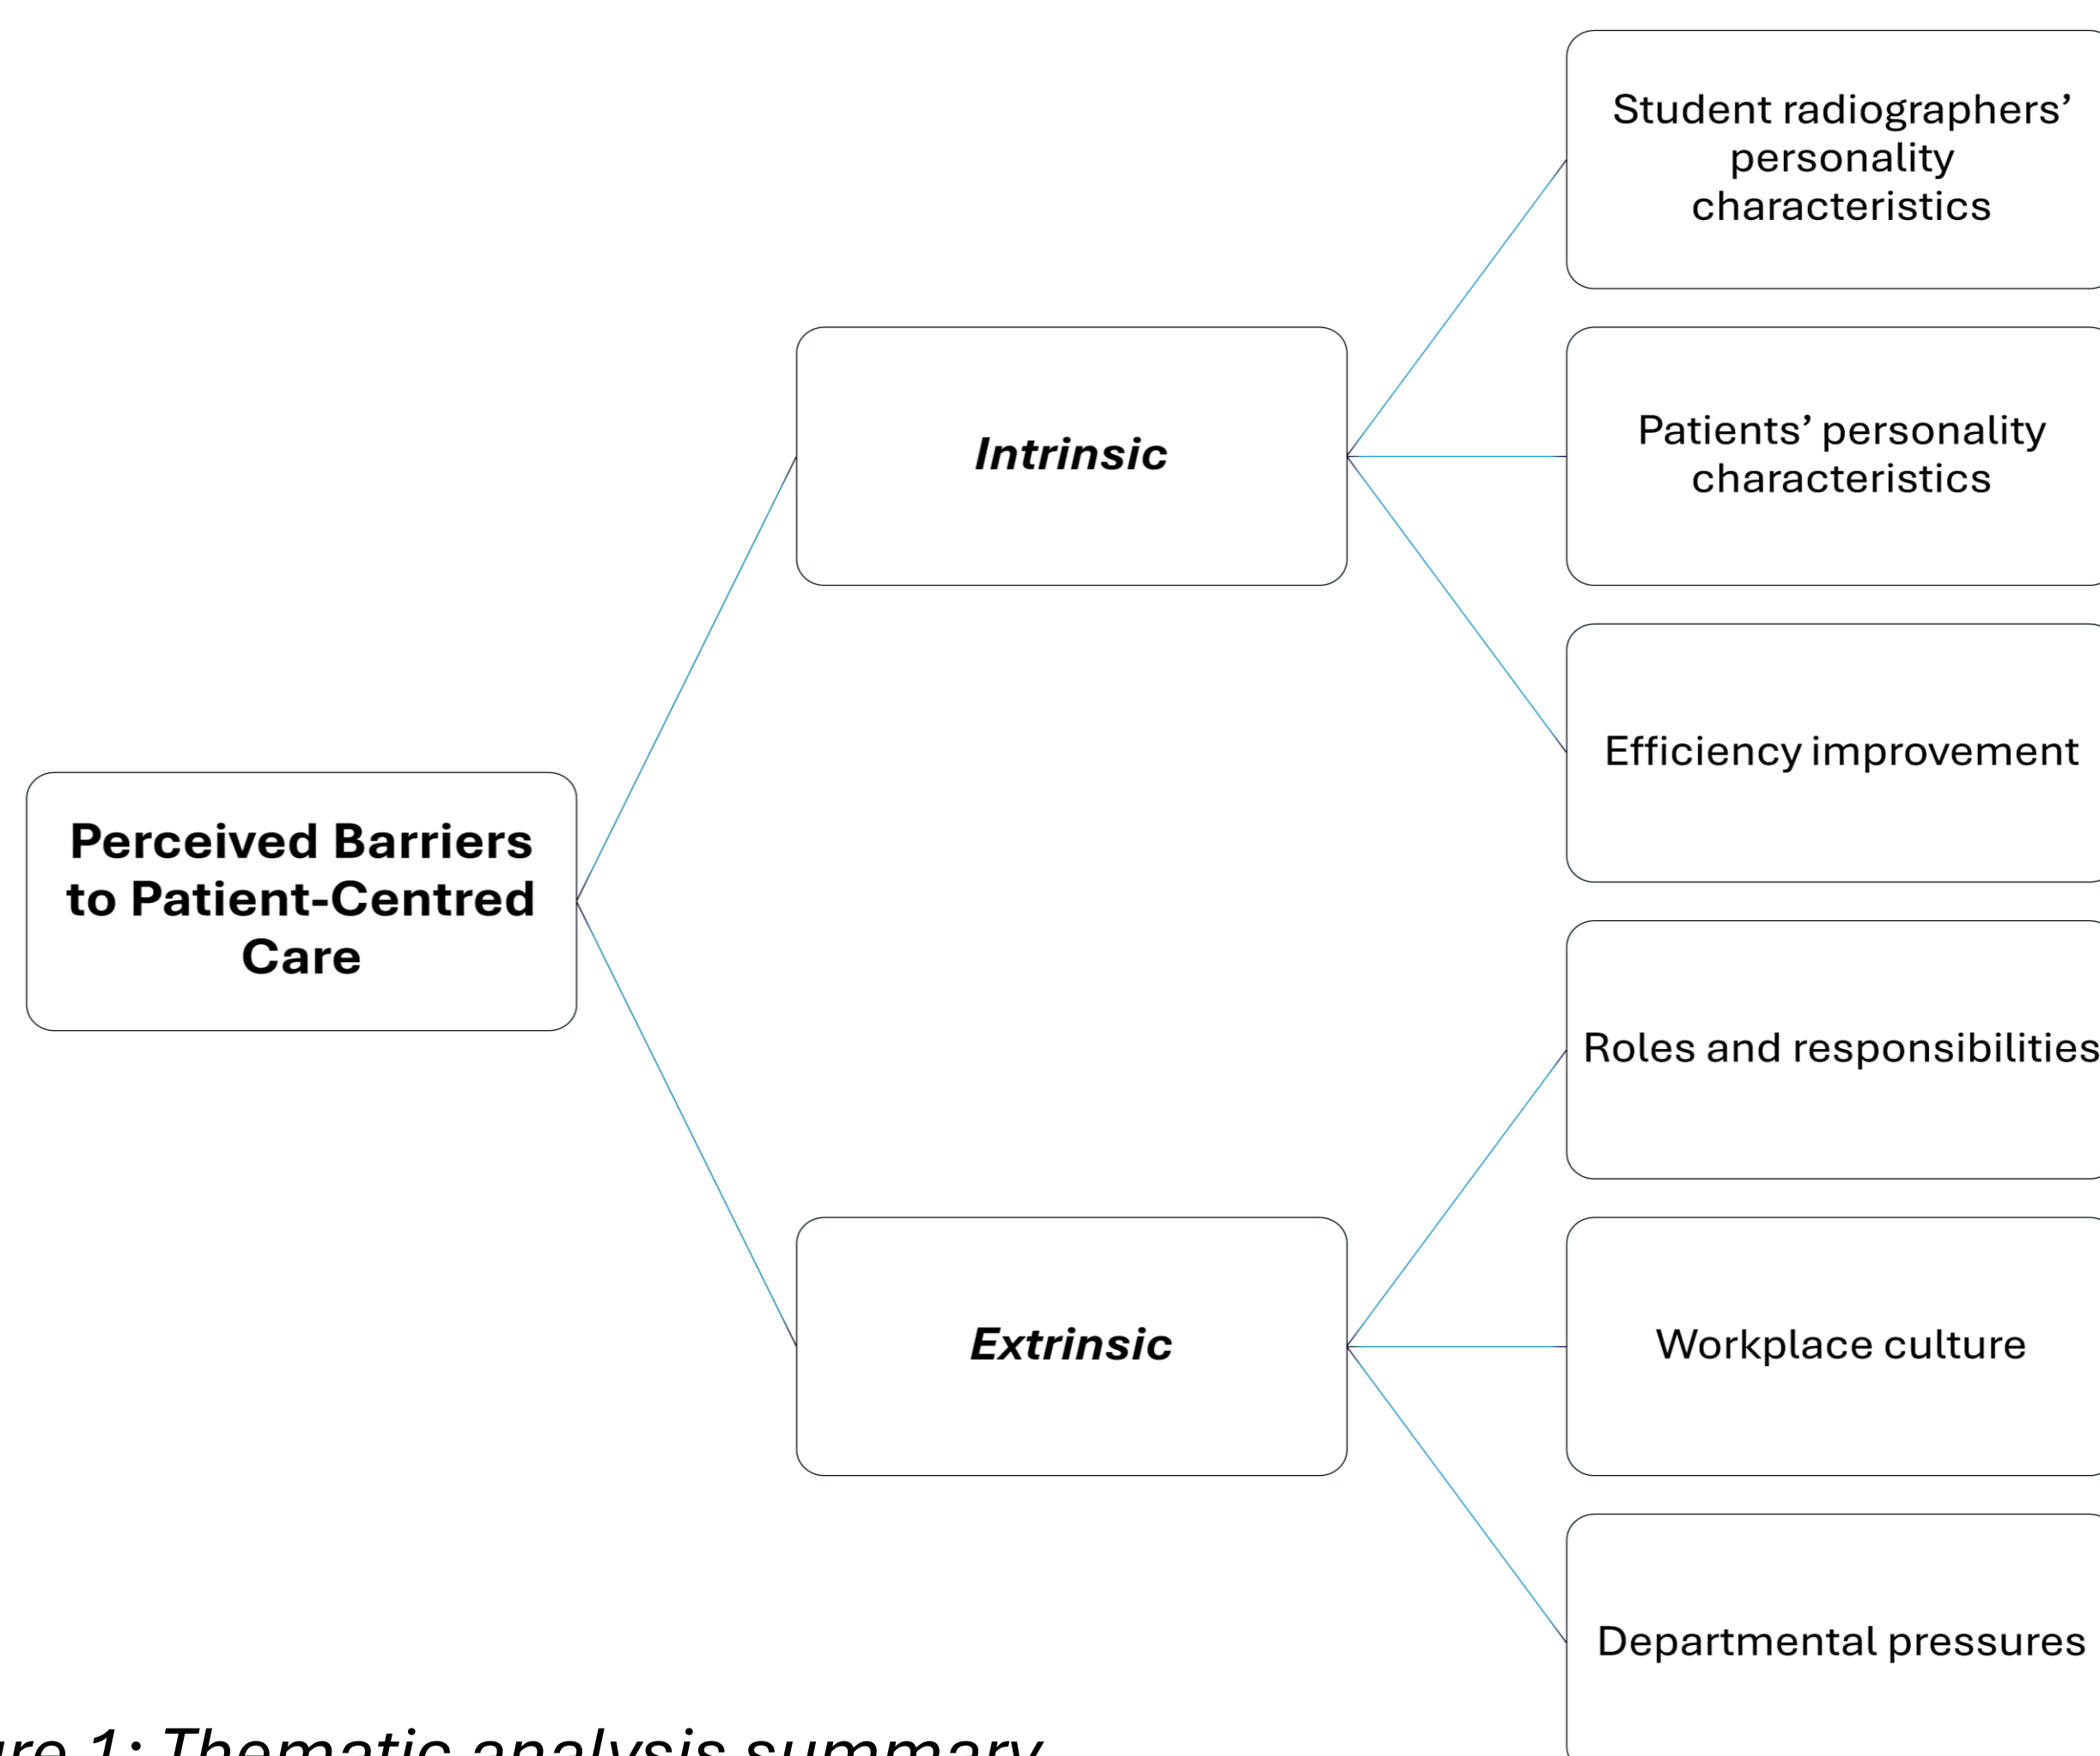 Student radiographers’
personality
characteristics
Intrinsic
Patients’ personality
characteristics
Efficiency improvement
Perceived Barriers
to Patient-Centred
Care
Roles and responsibilities
Extrinsic
Workplace culture
Departmental pressures
1: Thematic analysis summary